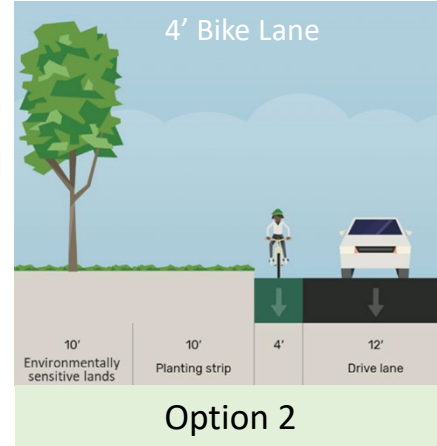 4’ Bike Lane
10’
Environmentally
sensitive lands
10’
Planting strip
4’
12’
Drive lane
Option 2